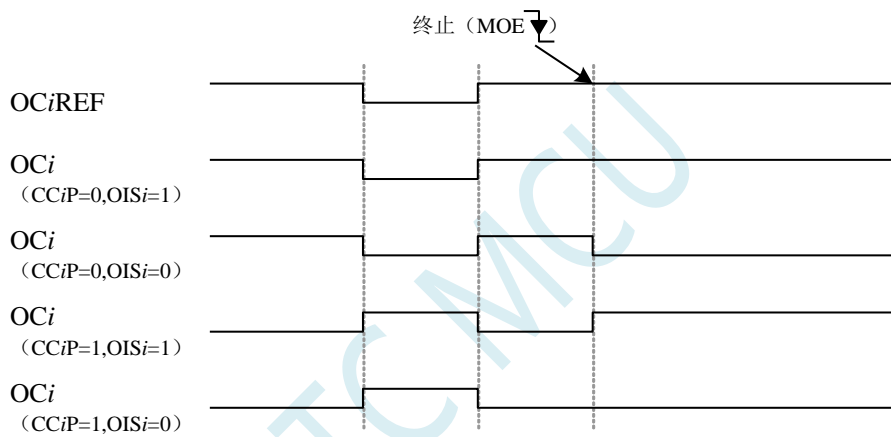 终止（MOE）
OCiREF
OCi
（CCiP=0,OISi=1）
OCi
（CCiP=0,OISi=0）
OCi
（CCiP=1,OISi=1）
OCi
（CCiP=1,OISi=0）
TC MCU